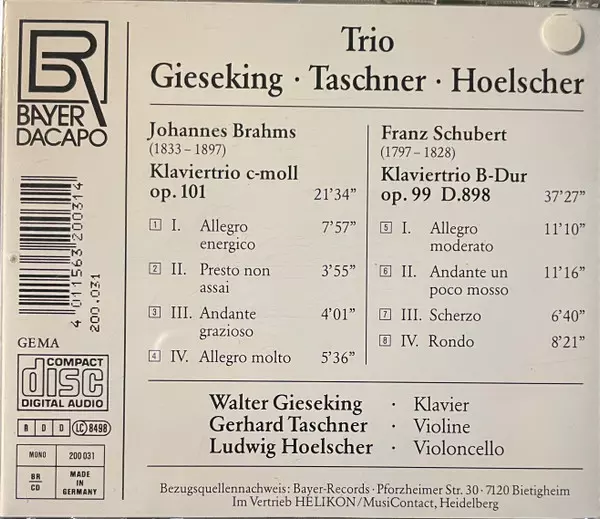 Trio
Gieseking · Taschner · Hoelscher
BAYER
DACAPO
Johannes Brahms
(1833 – 1897)
Klaviertrio c-moll
op. 101 21'34"
1 I. Allegro 7'57"
energico
2 II. Presto non 3'55"
assai
3 III. Andante 4'01"
grazioso
4 IV. Allegro molto 5'36"
Franz Schubert
(1797 – 1828)
Klaviertrio B-Dur
op. 99 D.898 37'27"
5 I. Allegro 11'10"
moderato
6 II. Andante un 11'16"
poco mosso
7 III. Scherzo 6'40"
8 IV. Rondo 8'21"
4 011563 200314
200.031
GEMA
COMPACT
disc
DIGITAL AUDIO
R D D LC 8498
MONO 200 031
BR
CD
MADE
IN
GERMANY
Walter Gieseking · Klavier
Gerhard Taschner · Violine
Ludwig Hoelscher · Violoncello
Bezugsquellennachweis: Bayer-Records · Pforzheimer Str. 30 · 7120 Bietigheim
Im Vertrieb HELIKON/MusiContact, Heidelberg